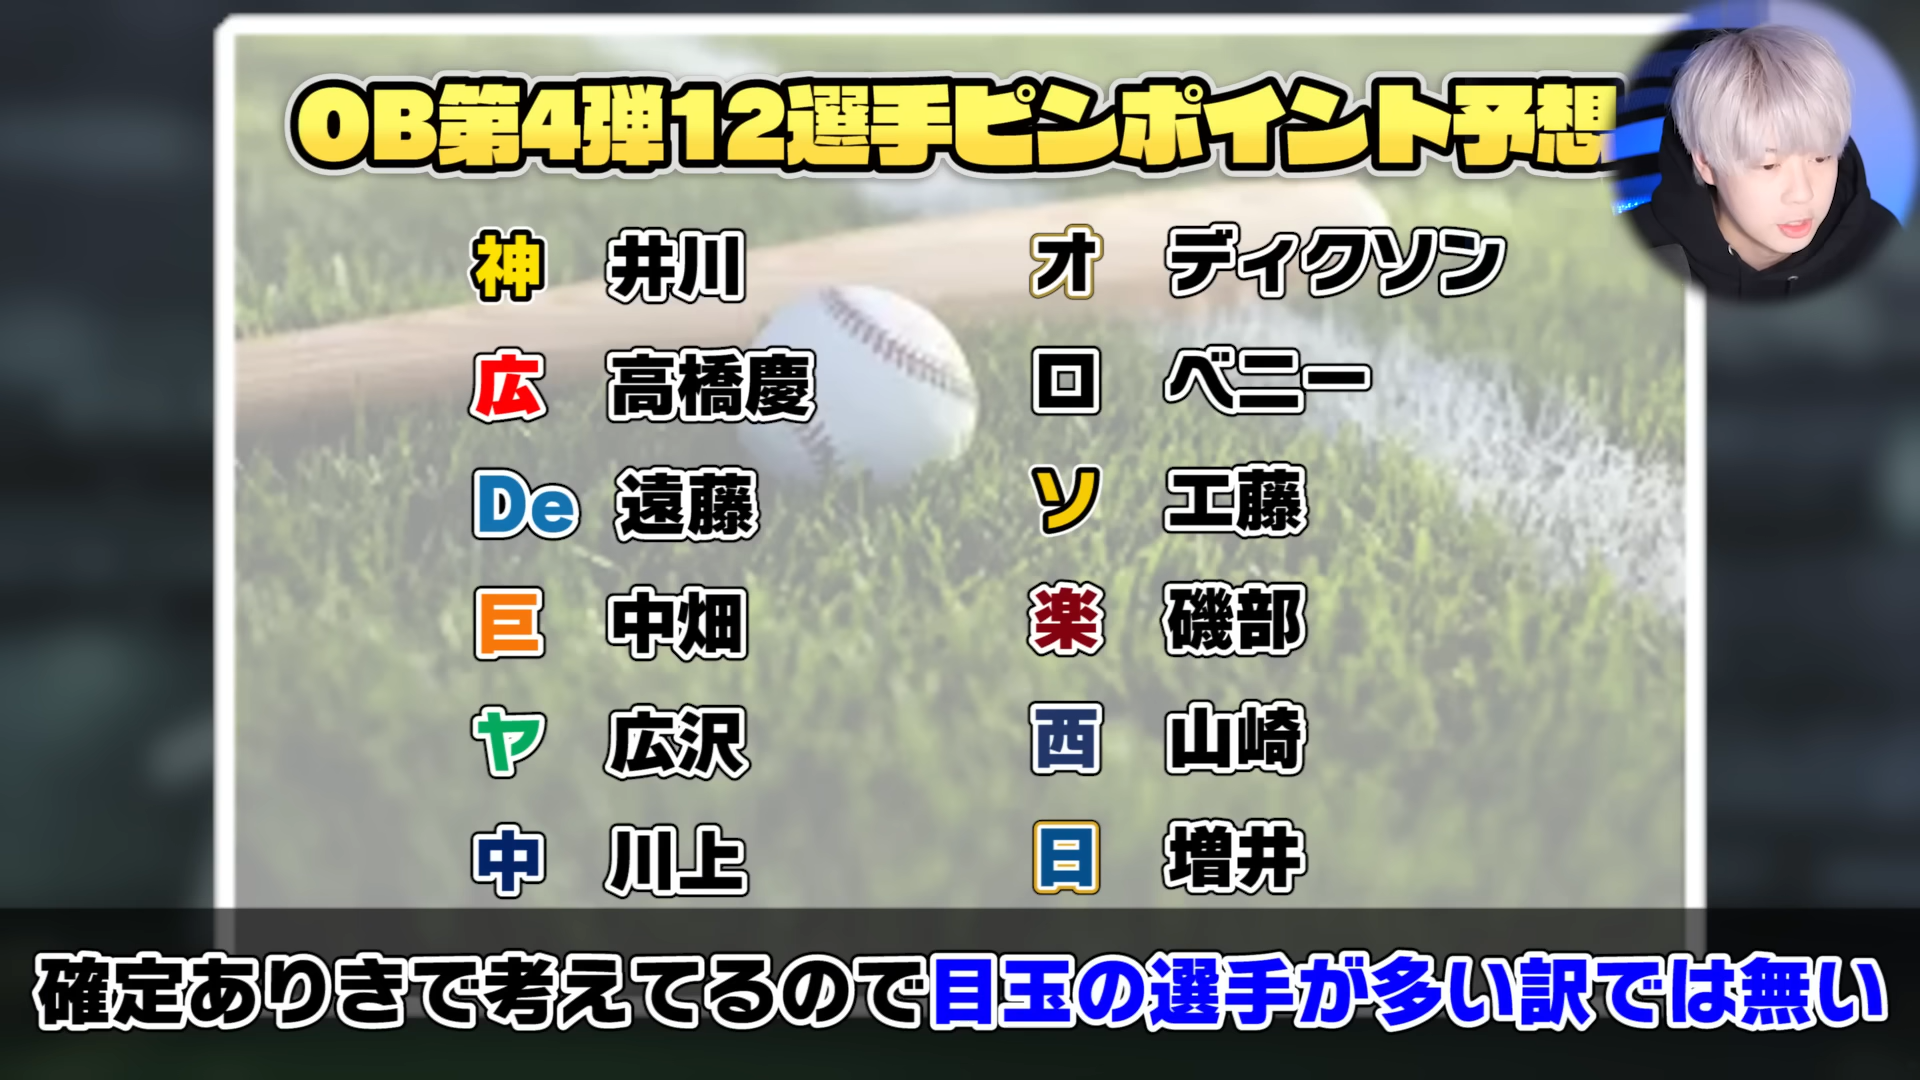 OB第4弾12選手ピンポイント予想
神 井川
広 高橋慶
De 遠藤
巨 中畑
ヤ 広沢
中 川上
オ ディクソン
ロ ベニー
ソ 工藤
楽 磯部
西 山崎
日 増井
確定ありきで考えてるので目玉の選手が多い訳では無い